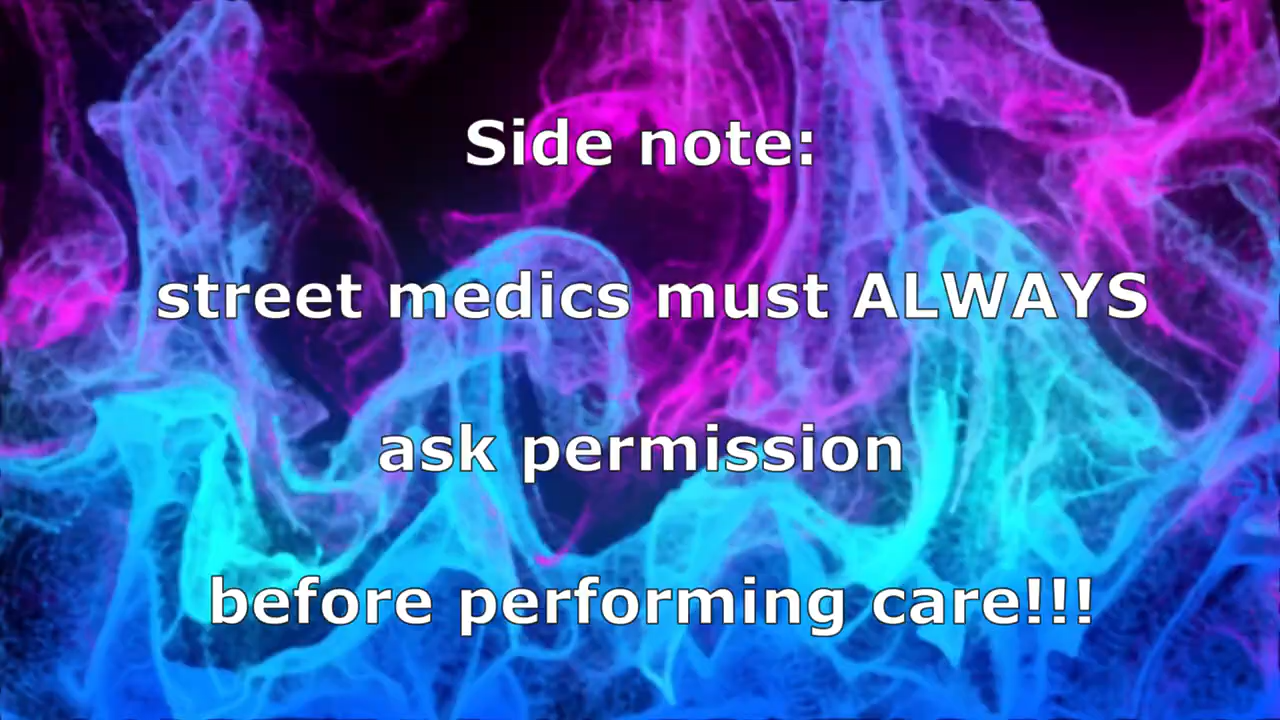 Side note:
street medics must ALWAYS
ask permission
before performing care!!!